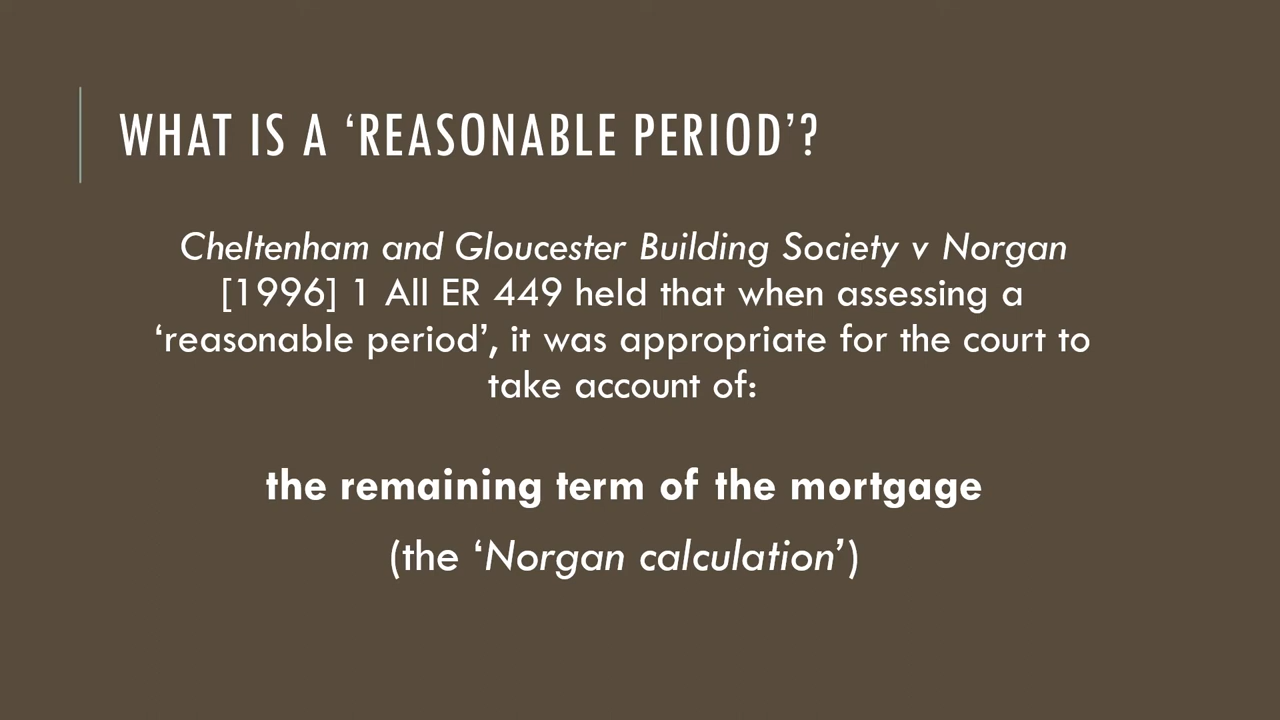 WHAT IS A ‘REASONABLE PERIOD’?
Cheltenham and Gloucester Building Society v Norgan
[1996] 1 All ER 449 held that when assessing a
‘reasonable period’, it was appropriate for the court to
take account of:
the remaining term of the mortgage
(the ‘Norgan calculation’)